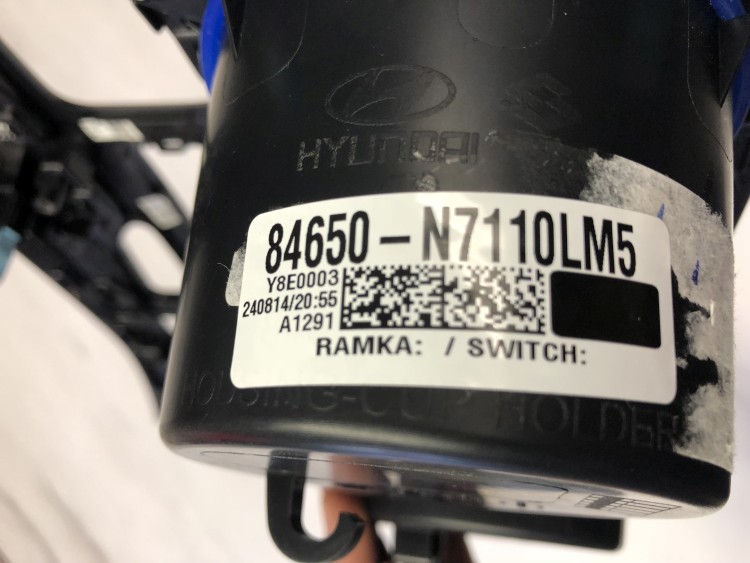 HYUNDAI
84650-N7110LM5
Y8E0003
240814/20:55
A1291
RAMKA: / SWITCH:
HOUSING-CUP HOLDER